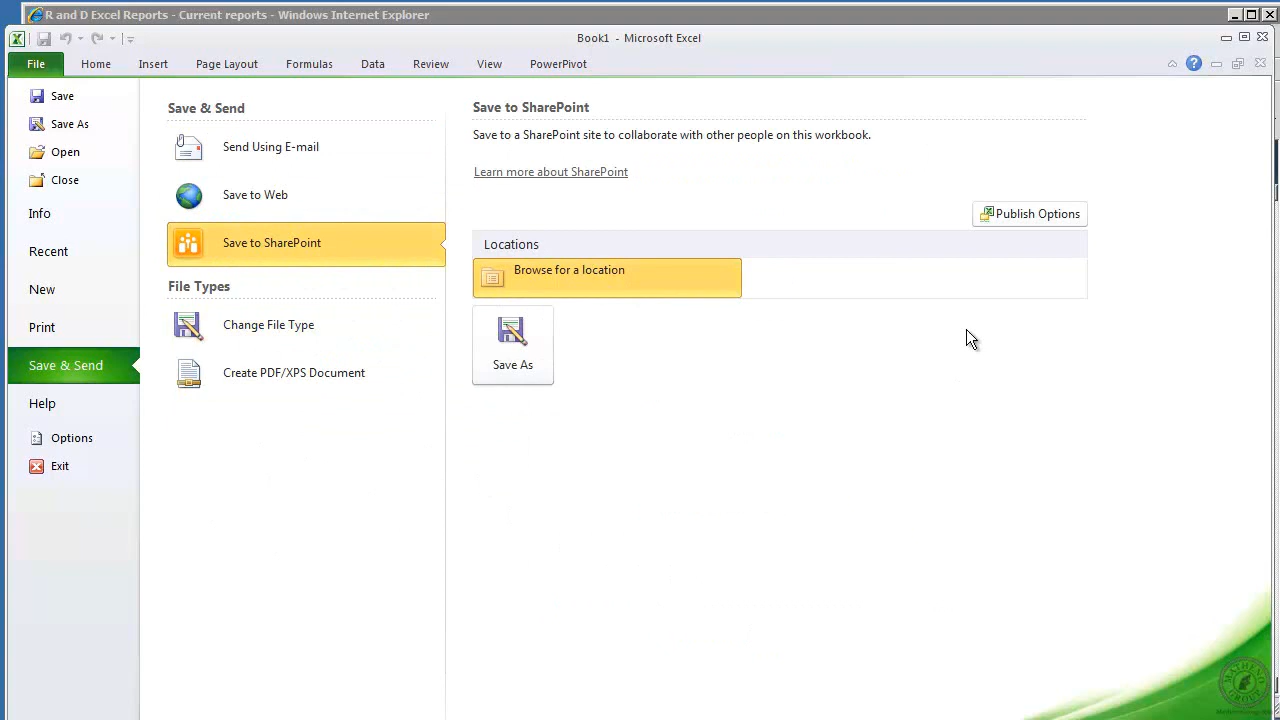 R and D Excel Reports - Current reports - Windows Internet Explorer
Book1 - Microsoft Excel
File Home Insert Page Layout Formulas Data Review View PowerPivot
Save
Save As
Open
Close
Info
Recent
New
Print
Save & Send
Help
Options
Exit
Save & Send
Send Using E-mail
Save to Web
Save to SharePoint
File Types
Change File Type
Create PDF/XPS Document
Save to SharePoint
Save to a SharePoint site to collaborate with other people on this workbook.
Learn more about SharePoint
Publish Options
Locations
Browse for a location
Save As